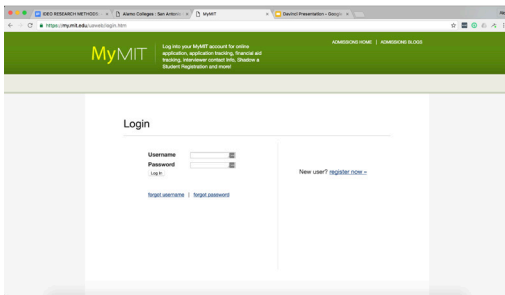 IDEO RESEARCH METHODS
Alamo Colleges : San Antonio
MyMIT
Davinci Presentation - Google
https://my.mit.edu/uaweb/login.htm
ADMISSIONS HOME | ADMISSIONS BLOGS
MyMIT
Log into your MyMIT account for online
application, application tracking, financial aid
tracking, interviewer contact info, Shadow a
Student Registration and more!
Login
Username
Password
Log In
New user? register now »
forgot username | forgot password